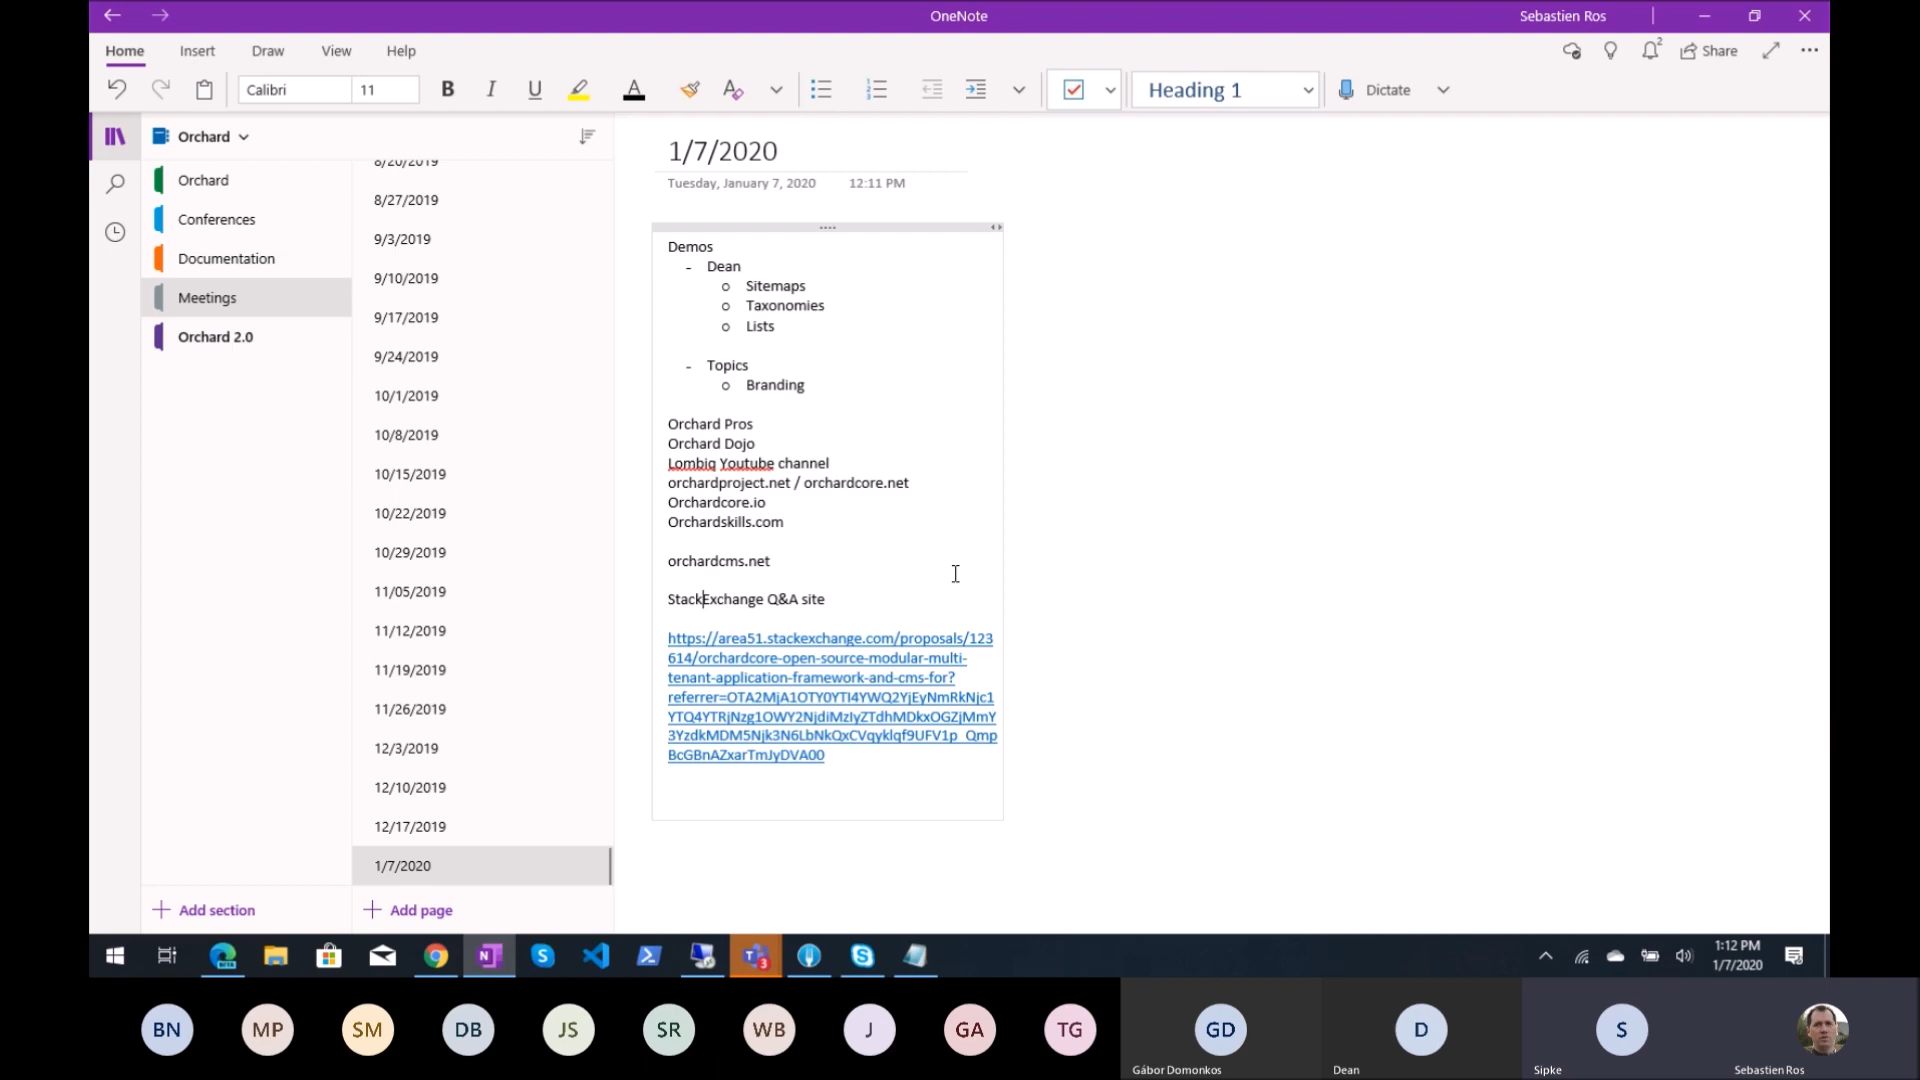 OneNote
Sebastien Ros
Home
Insert
Draw
View
Help
2
Share
Calibri
11
B
I
U
A
A
Heading 1
Dictate
Orchard
Orchard
Conferences
Documentation
Meetings
Orchard 2.0
Add section
8/20/2019
8/27/2019
9/3/2019
9/10/2019
9/17/2019
9/24/2019
10/1/2019
10/8/2019
10/15/2019
10/22/2019
10/29/2019
11/05/2019
11/12/2019
11/19/2019
11/26/2019
12/3/2019
12/10/2019
12/17/2019
1/7/2020
Add page
1/7/2020
Tuesday, January 7, 2020 12:11 PM
Demos
- Dean
o Sitemaps
o Taxonomies
o Lists
- Topics
o Branding
Orchard Pros
Orchard Dojo
Lombiq Youtube channel
orchardproject.net / orchardcore.net
Orchardcore.io
Orchardskills.com
orchardcms.net
StackExchange Q&A site
https://area51.stackexchange.com/proposals/123
614/orchardcore-open-source-modular-multi-
tenant-application-framework-and-cms-for?
referrer=OTA2MjA1OTY0YTI4YWQ2YjEyNmRkNjc1
YTQ4YTRjNzg1OWY2NjdiMzIyZTdhMDkxOGZjMmY
3YzdkMDM5Njk3N6LbNkQxCVqyklqf9UFV1p_Qmp
BcGBnAZxarTmJyDVA00
N
S
T
3
1:12 PM
1/7/2020
BN
MP
SM
DB
JS
SR
WB
J
GA
TG
GD
Gábor Domonkos
D
Dean
S
Sipke
Sebastien Ros